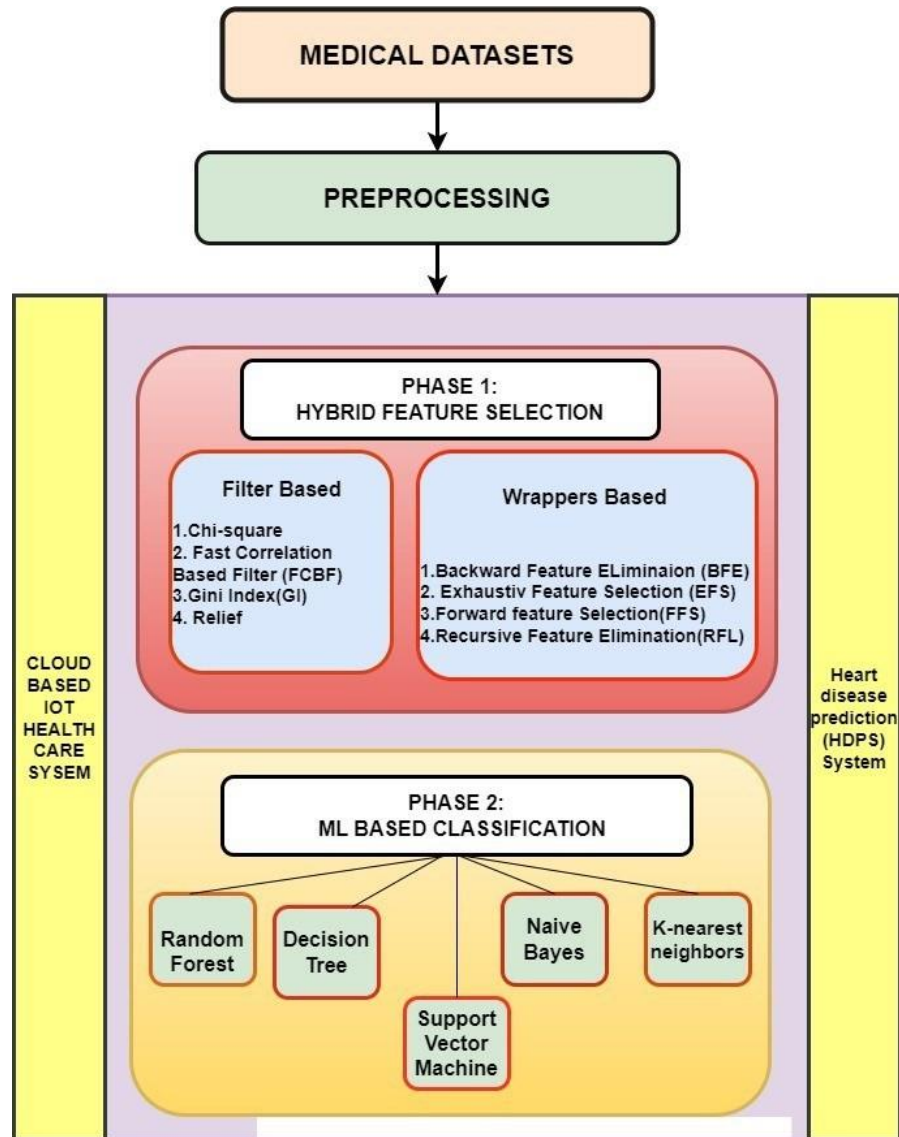 MEDICAL DATASETS
PREPROCESSING
PHASE 1:
HYBRID FEATURE SELECTION
Filter Based
1.Chi-square
2. Fast Correlation
Based Filter (FCBF)
3.Gini Index(GI)
4. Relief
Wrappers Based
1.Backward Feature ELiminaion (BFE)
2. Exhaustiv Feature Selection (EFS)
3.Forward feature Selection(FFS)
4.Recursive Feature Elimination(RFL)
CLOUD
BASED
IOT
HEALTH
CARE
SYSEM
Heart
disease
prediction
(HDPS)
System
PHASE 2:
ML BASED CLASSIFICATION
Random
Forest
Decision
Tree
Support
Vector
Machine
Naive
Bayes
K-nearest
neighbors